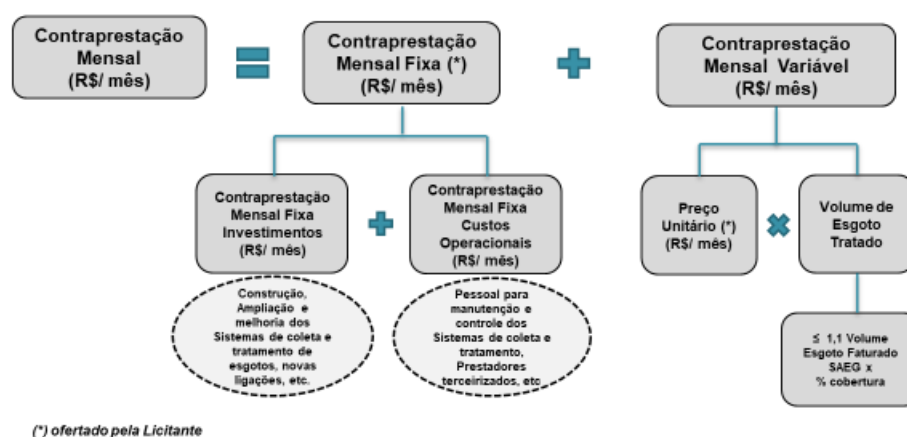 Contraprestação
Mensal
(R$/ mês)
Contraprestação
Mensal Fixa (*)
(R$/ mês)
Contraprestação
Mensal Variável
(R$/ mês)
Contraprestação
Mensal Fixa
Investimentos
(R$/ mês)
Contraprestação
Mensal Fixa
Custos
Operacionais
(R$/ mês)
Preço
Unitário (*)
(R$/ mês)
Volume de
Esgoto
Tratado
Construção,
Ampliação e
melhoria dos
Sistemas de coleta e
tratamento de
esgotos, novas
ligações, etc.
Pessoal para
manutenção e
controle dos
Sistemas de coleta e
tratamento,
Prestadores
terceirizados, etc
≤ 1,1 Volume
Esgoto Faturado
SAEG x
% cobertura
(*) ofertado pela Licitante